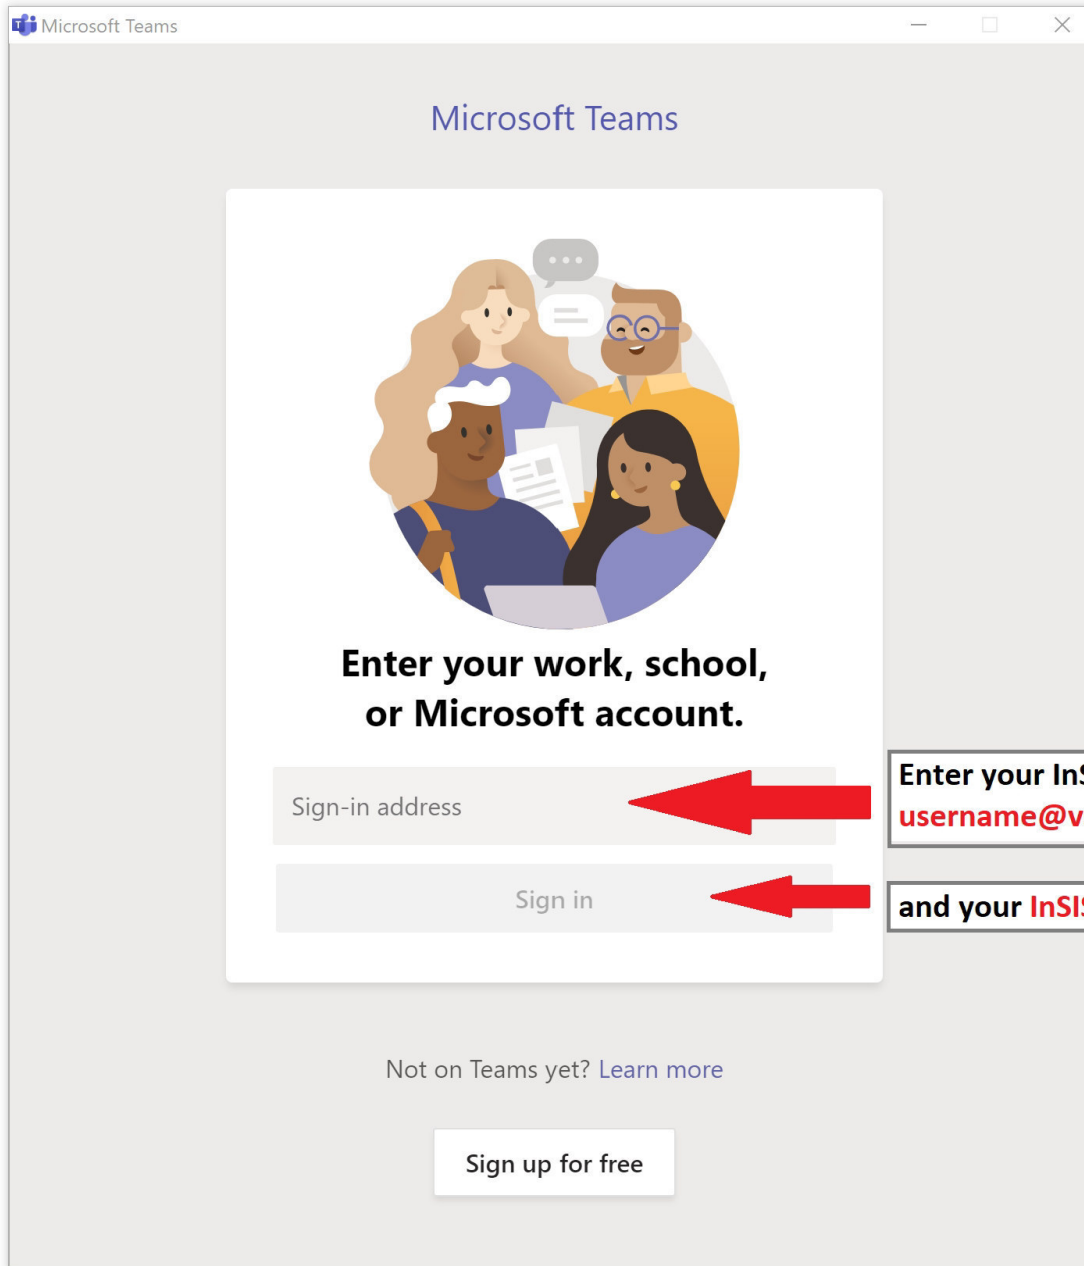 Microsoft Teams
Microsoft Teams
Enter your work, school,
or Microsoft account.
Sign-in address
Enter your
username@v
Sign in
and your
Not on Teams yet? Learn more
Sign up for free